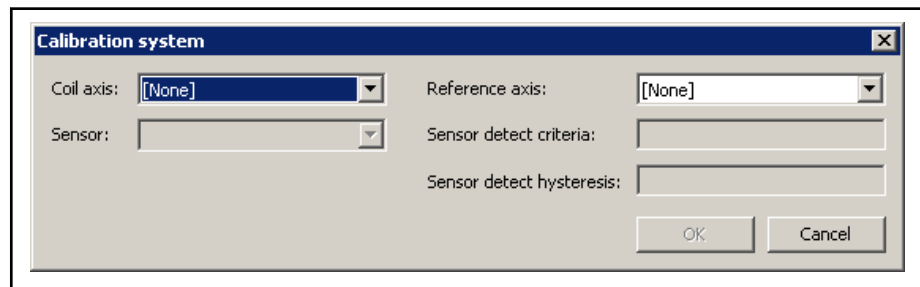 Calibration system
Coil axis: [None] Reference axis: [None]
Sensor: Sensor detect criteria:
Sensor detect hysteresis:
OK Cancel